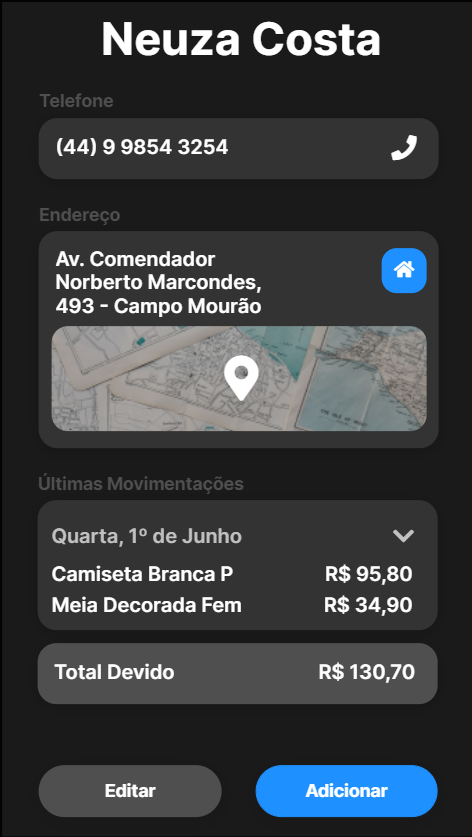 Neuza Costa
Telefone
(44) 9 9854 3254
Endereço
Av. Comendador
Norberto Marcondes,
493 - Campo Mourão
Últimas Movimentações
Quarta, 1º de Junho
Camiseta Branca P R$ 95,80
Meia Decorada Fem R$ 34,90
Total Devido R$ 130,70
Editar Adicionar